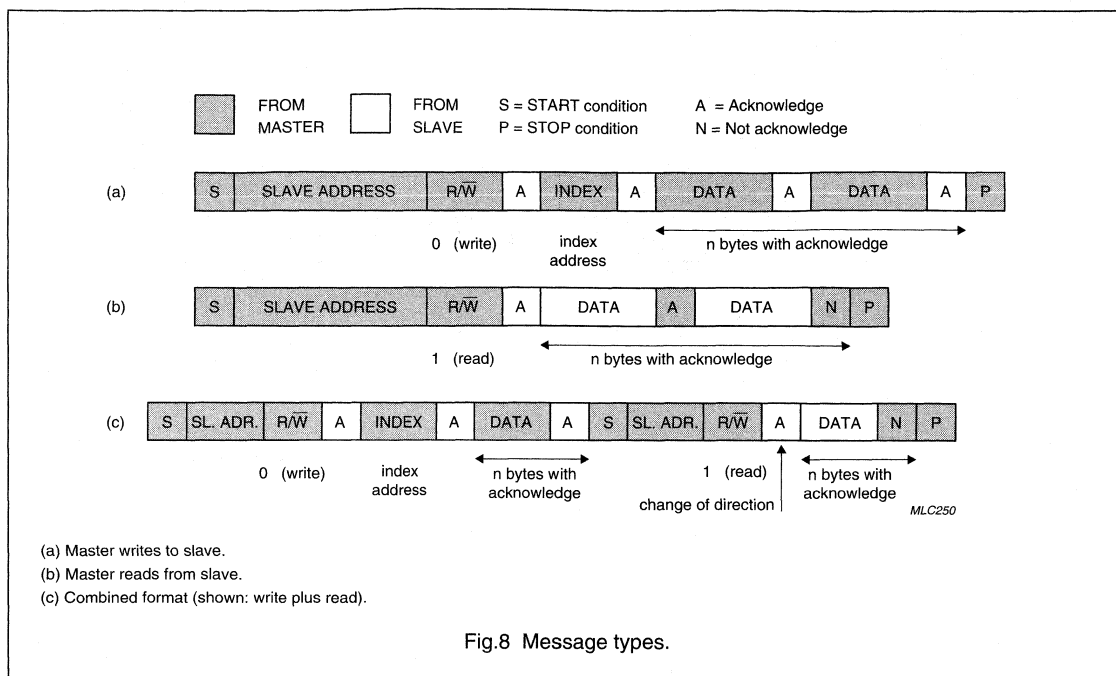 FROM MASTER FROM SLAVE S = START condition A = Acknowledge
P = STOP condition N = Not acknowledge
(a) S SLAVE ADDRESS R/W̅ A INDEX A DATA A DATA A P
0 (write) index address n bytes with acknowledge
(b) S SLAVE ADDRESS R/W̅ A DATA A DATA N P
1 (read) n bytes with acknowledge
(c) S SL. ADR. R/W̅ A INDEX A DATA A S SL. ADR. R/W̅ A DATA N P
0 (write) index address n bytes with acknowledge 1 (read) n bytes with acknowledge
change of direction
MLC250
(a) Master writes to slave.
(b) Master reads from slave.
(c) Combined format (shown: write plus read).
Fig.8 Message types.